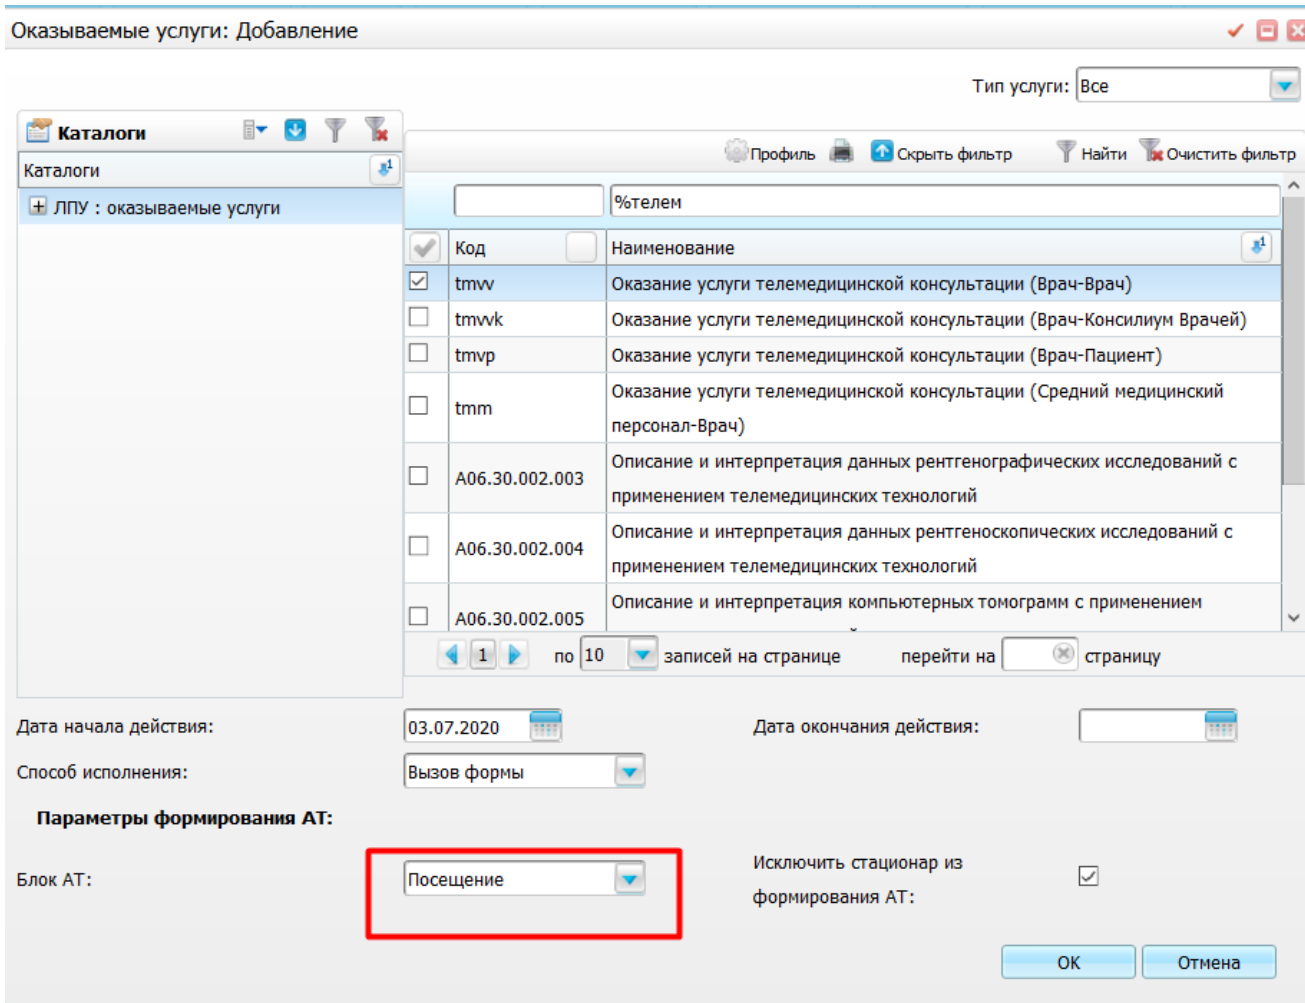 Оказываемые услуги: Добавление
Тип услуги: Все
Каталоги
Профиль Скрыть фильтр Найти Очистить фильтр
Каталоги
ЛПУ : оказываемые услуги
%телем
Код Наименование
tmvv Оказание услуги телемедицинской консультации (Врач-Врач)
tmvvk Оказание услуги телемедицинской консультации (Врач-Консилиум Врачей)
tmvp Оказание услуги телемедицинской консультации (Врач-Пациент)
tmm Оказание услуги телемедицинской консультации (Средний медицинский
персонал-Врач)
A06.30.002.003 Описание и интерпретация данных рентгенографических исследований с
применением телемедицинских технологий
A06.30.002.004 Описание и интерпретация данных рентгеноскопических исследований с
применением телемедицинских технологий
A06.30.002.005 Описание и интерпретация компьютерных томограмм с применением
1 по 10 записей на странице перейти на страницу
Дата начала действия: 03.07.2020 Дата окончания действия:
Способ исполнения: Вызов формы
Параметры формирования АТ:
Блок АТ: Посещение Исключить стационар из
формирования АТ:
ОК Отмена